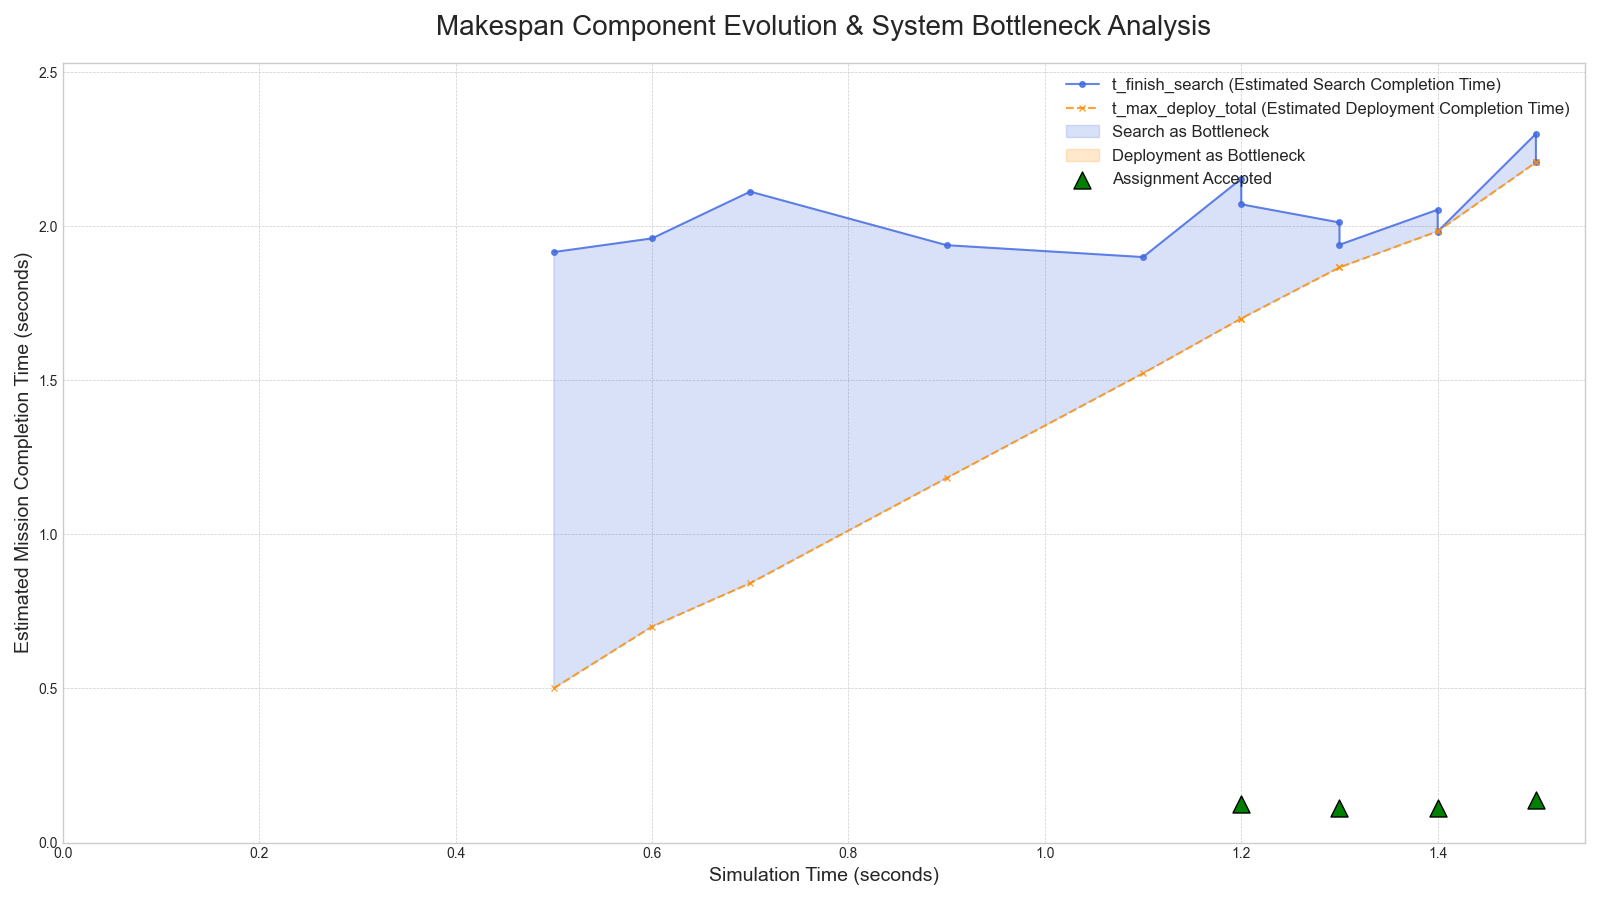 Makespan Component Evolution & System Bottleneck Analysis
t_finish_search (Estimated Search Completion Time)
t_max_deploy_total (Estimated Deployment Completion Time)
Search as Bottleneck
Deployment as Bottleneck
Assignment Accepted
Estimated Mission Completion Time (seconds)
2.5
2.0
1.5
1.0
0.5
0.0
0.0 0.2 0.4 0.6 0.8 1.0 1.2 1.4
Simulation Time (seconds)